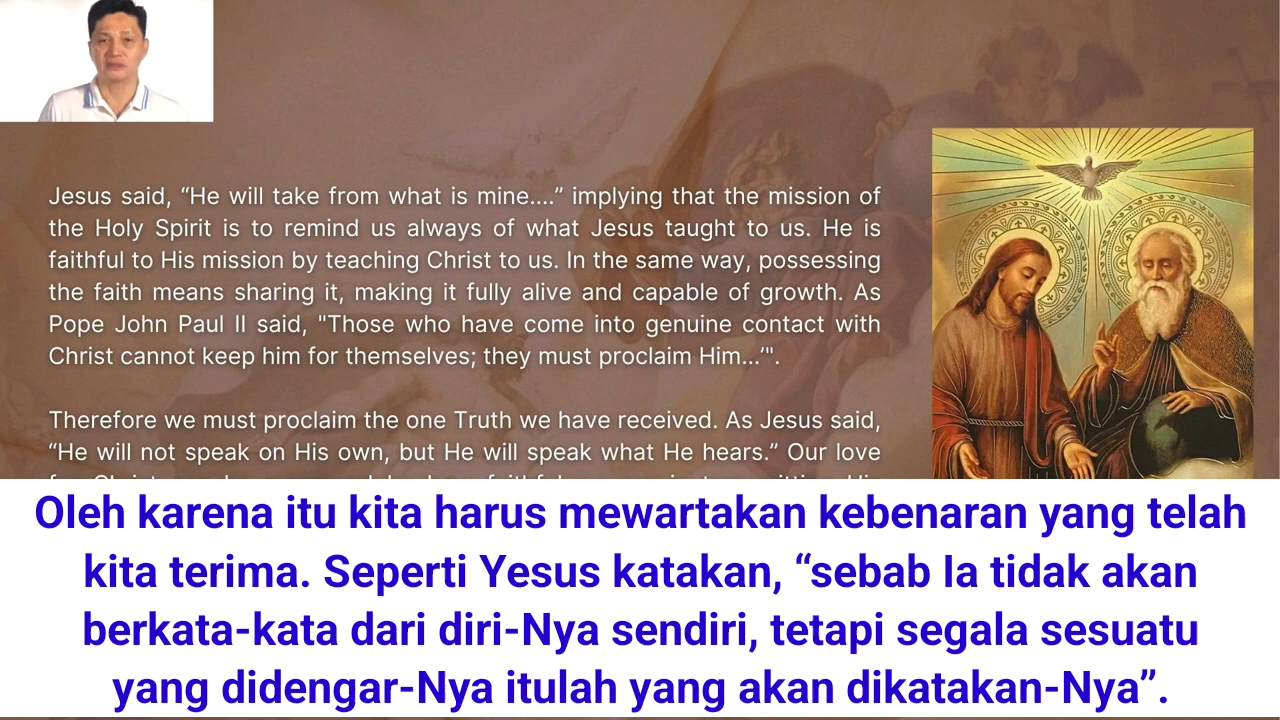 Jesus said, “He will take from what is mine....” implying that the mission of
the Holy Spirit is to remind us always of what Jesus taught to us. He is
faithful to His mission by teaching Christ to us. In the same way, possessing
the faith means sharing it, making it fully alive and capable of growth. As
Pope John Paul II said, "Those who have come into genuine contact with
Christ cannot keep him for themselves; they must proclaim Him...’".
Therefore we must proclaim the one Truth we have received. As Jesus said,
“He will not speak on His own, but He will speak what He hears.” Our love
Oleh karena itu kita harus mewartakan kebenaran yang telah
kita terima. Seperti Yesus katakan, “sebab Ia tidak akan
berkata-kata dari diri-Nya sendiri, tetapi segala sesuatu
yang didengar-Nya itulah yang akan dikatakan-Nya”.